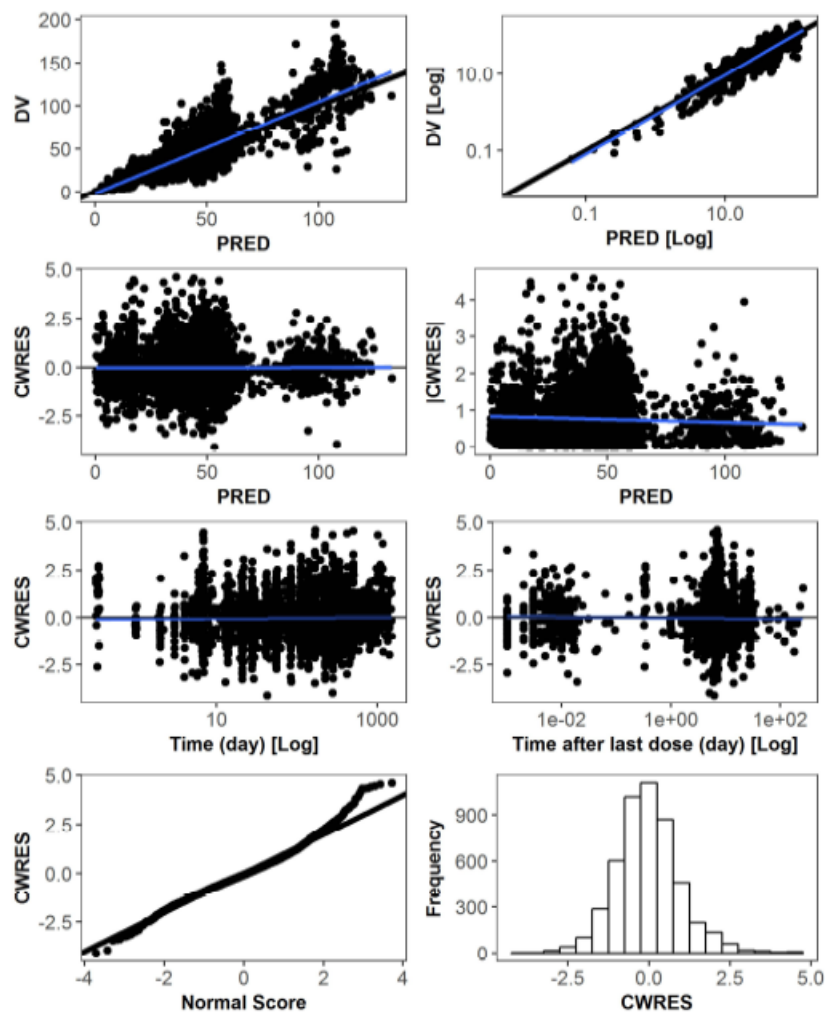 200
150
100
50
0
DV
0 50 100
PRED
10.0
0.1
DV [Log]
0.1 10.0
PRED [Log]
5.0
2.5
0.0
-2.5
CWRES
0 50 100
PRED
4
3
2
1
0
|CWRES|
0 50 100
PRED
5.0
2.5
0.0
-2.5
CWRES
10 1000
Time (day) [Log]
5.0
2.5
0.0
-2.5
CWRES
1e-02 1e+00 1e+02
Time after last dose (day) [Log]
5.0
2.5
0.0
-2.5
CWRES
-4 -2 0 2 4
Normal Score
900
600
300
0
Frequency
-2.5 0.0 2.5 5.0
CWRES